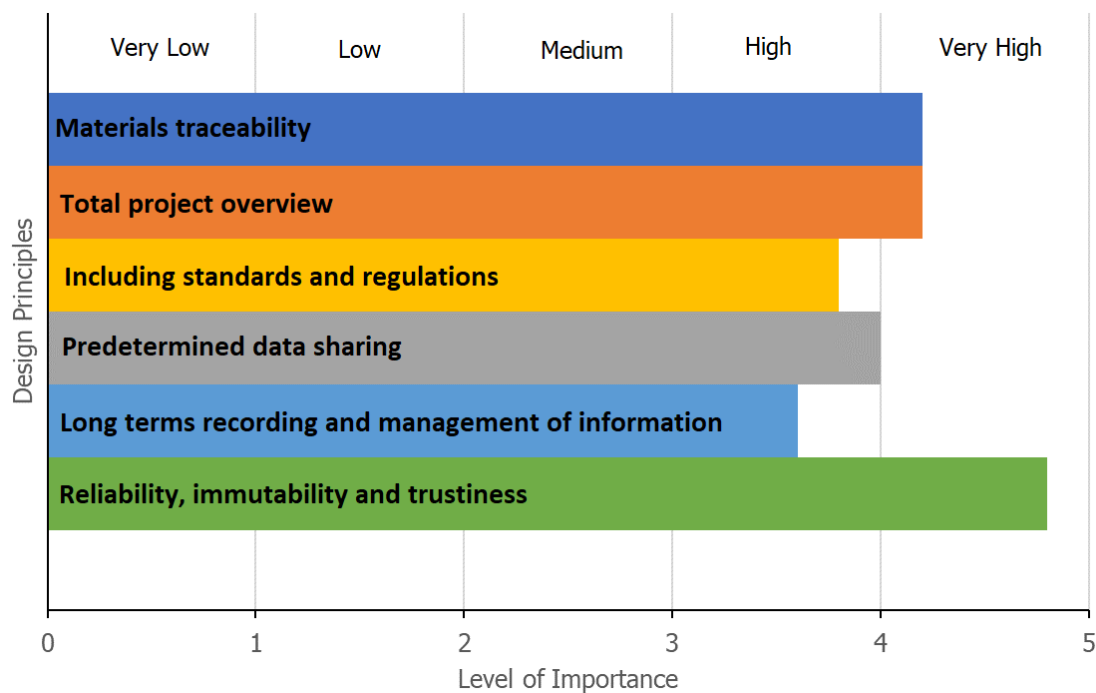 Very Low
Low
Medium
High
Very High
Materials traceability
Total project overview
Including standards and regulations
Predetermined data sharing
Long terms recording and management of information
Reliability, immutability and trustiness
Design Principles
0
1
2
3
4
5
Level of Importance